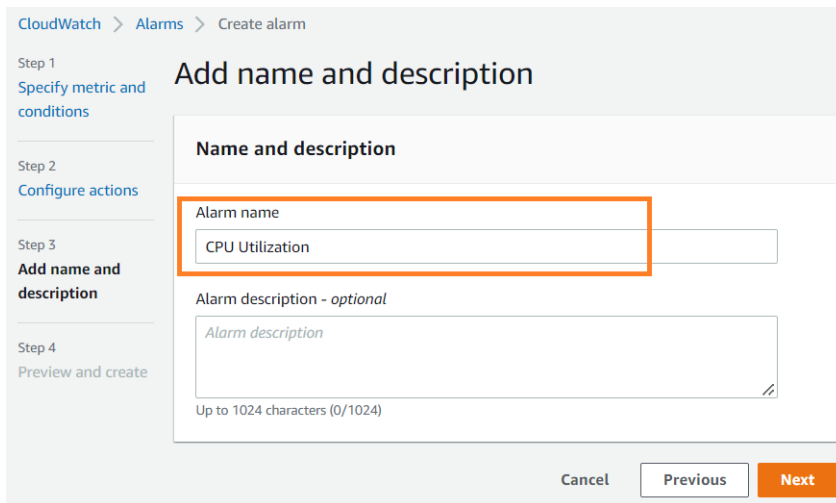 CloudWatch > Alarms > Create alarm
Step 1
Specify metric and
conditions
Step 2
Configure actions
Step 3
Add name and
description
Step 4
Preview and create
Add name and description
Name and description
Alarm name
CPU Utilization
Alarm description - optional
Alarm description
Up to 1024 characters (0/1024)
Cancel
Previous
Next